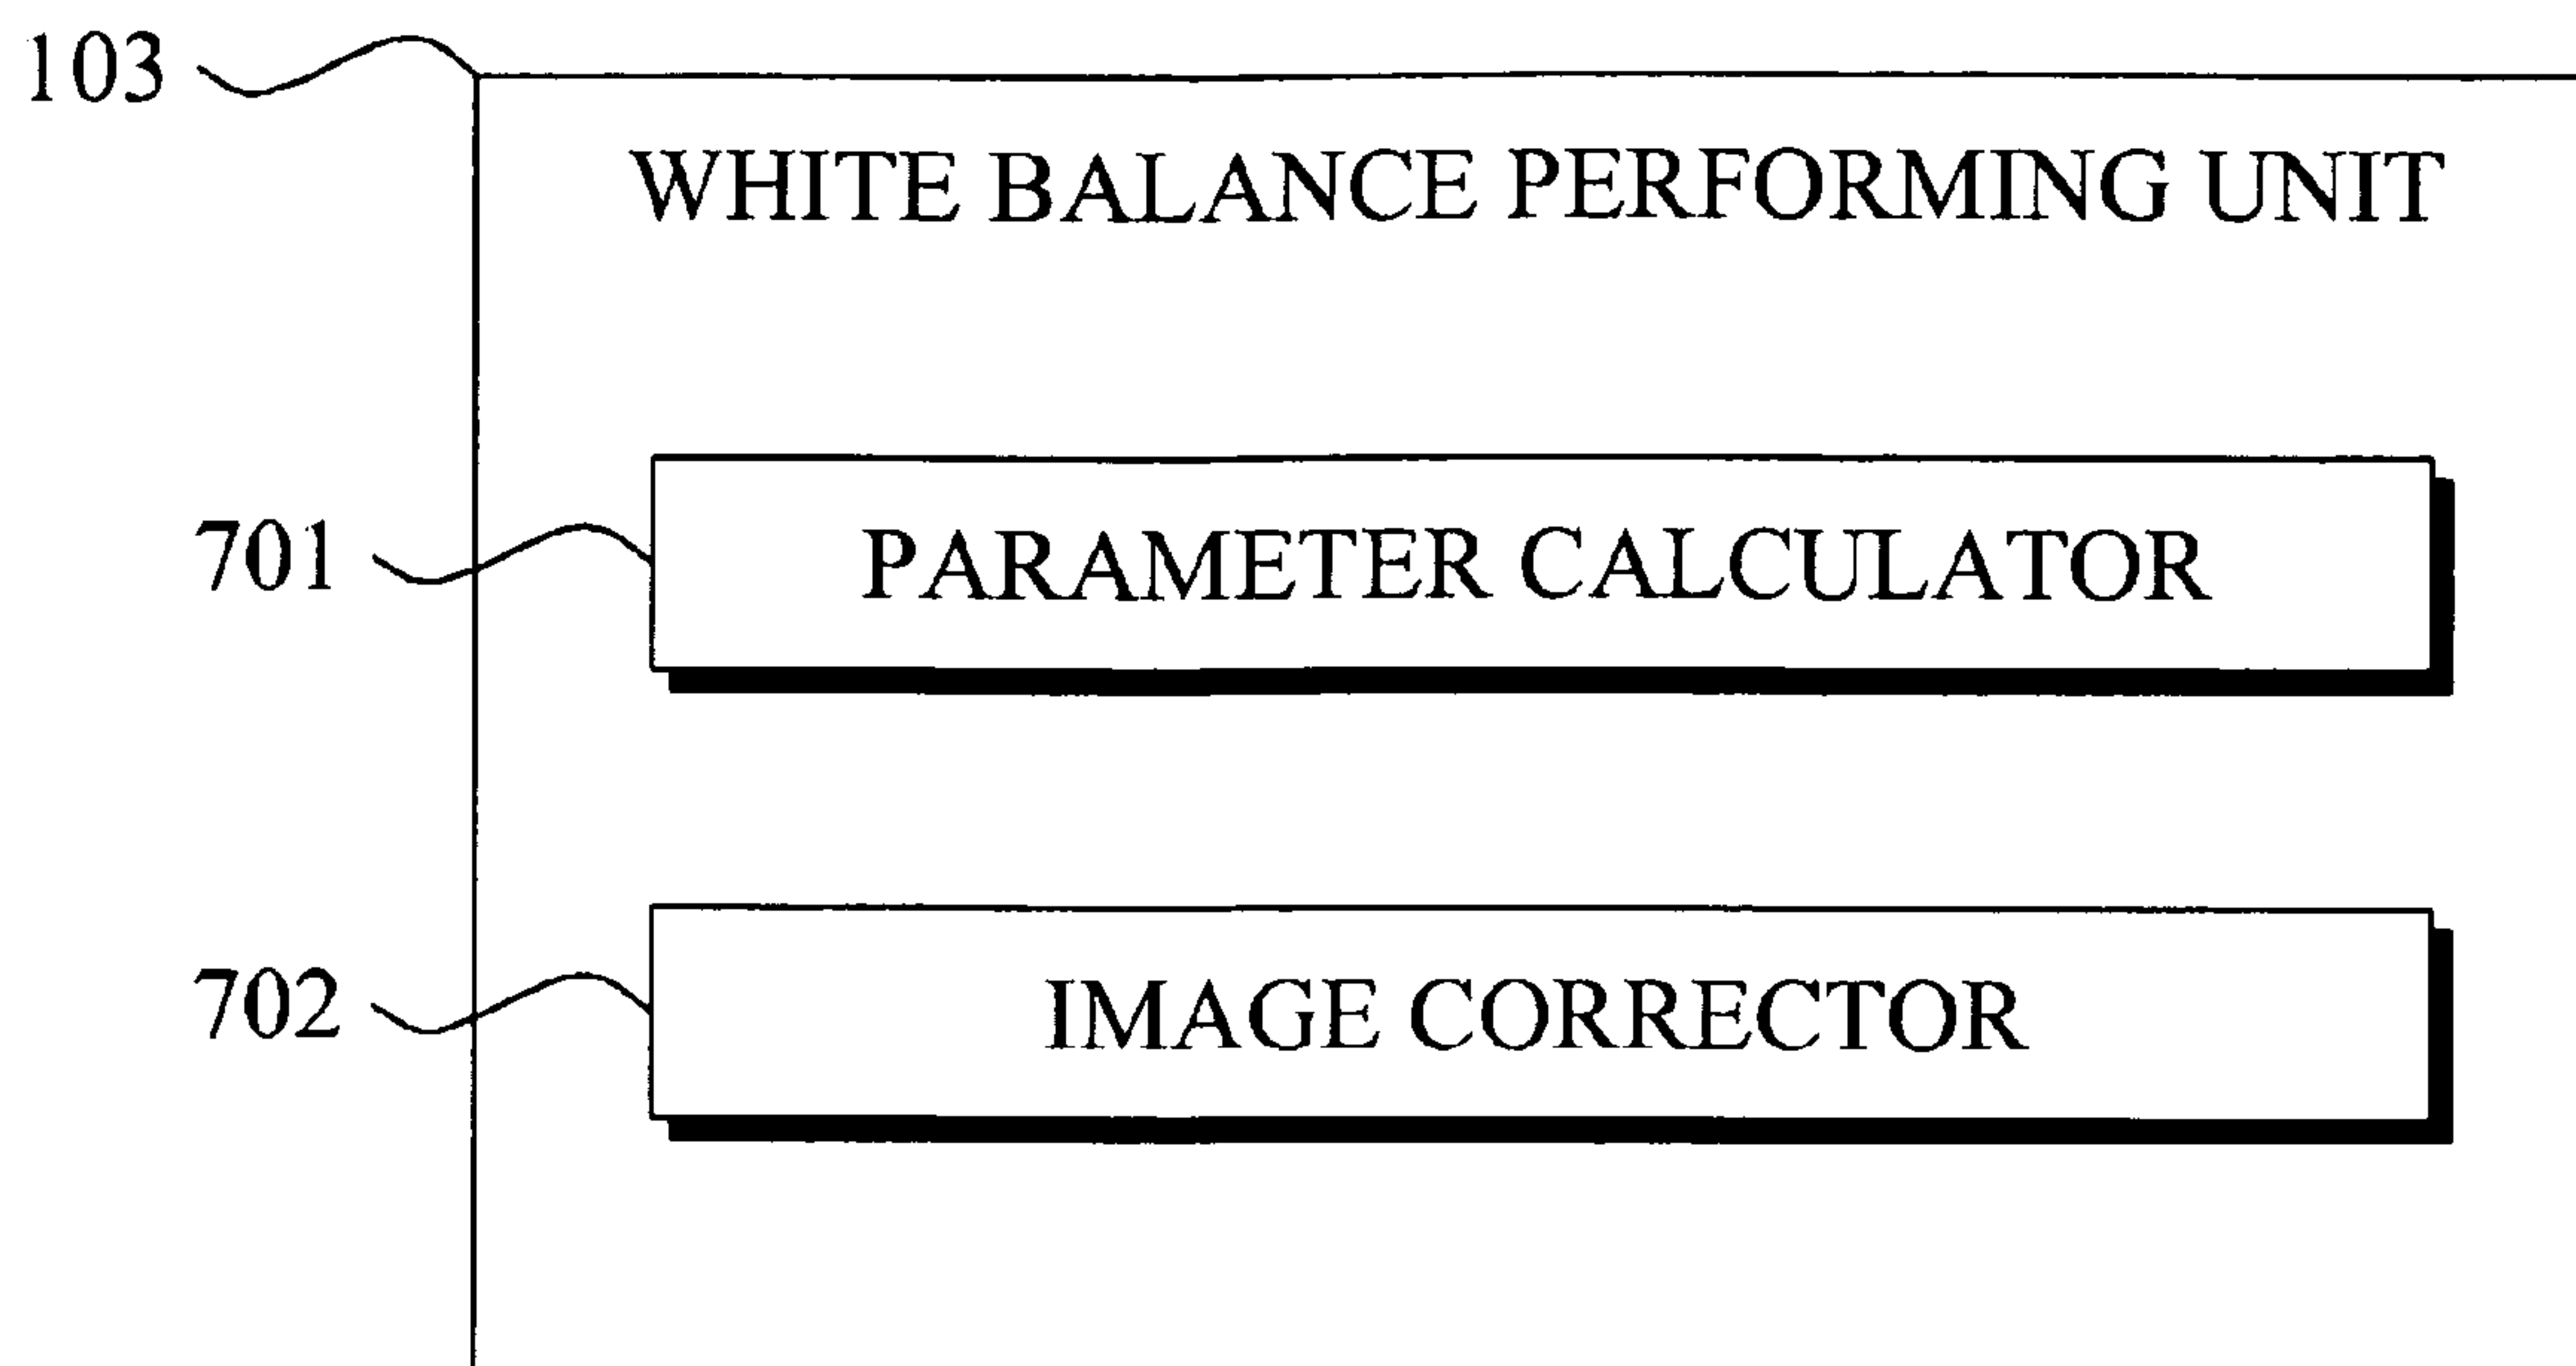 103
WHITE BALANCE PERFORMING UNIT
701
PARAMETER CALCULATOR
702
IMAGE CORRECTOR